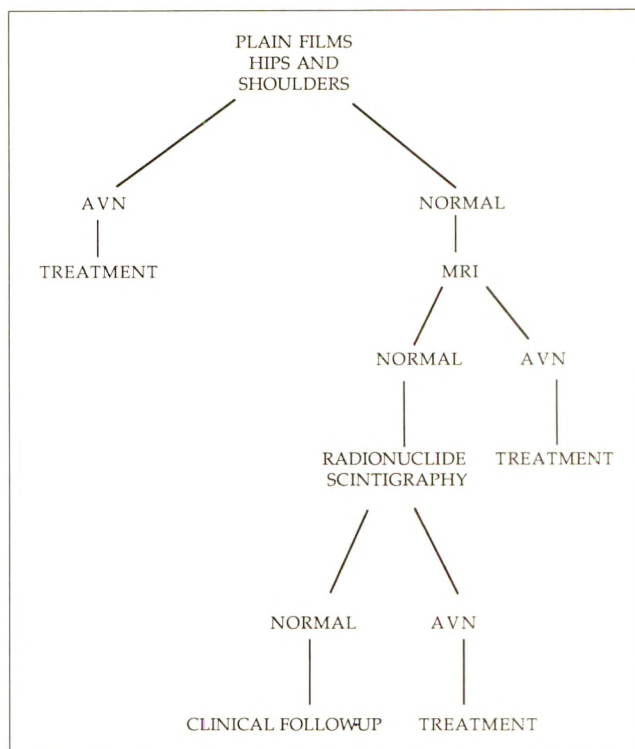 PLAIN FILMS
HIPS AND
SHOULDERS
AVN
NORMAL
TREATMENT
MRI
NORMAL
AVN
RADIONUCLIDE
SCINTIGRAPHY
TREATMENT
NORMAL
AVN
CLINICAL FOLLOW-UP
TREATMENT